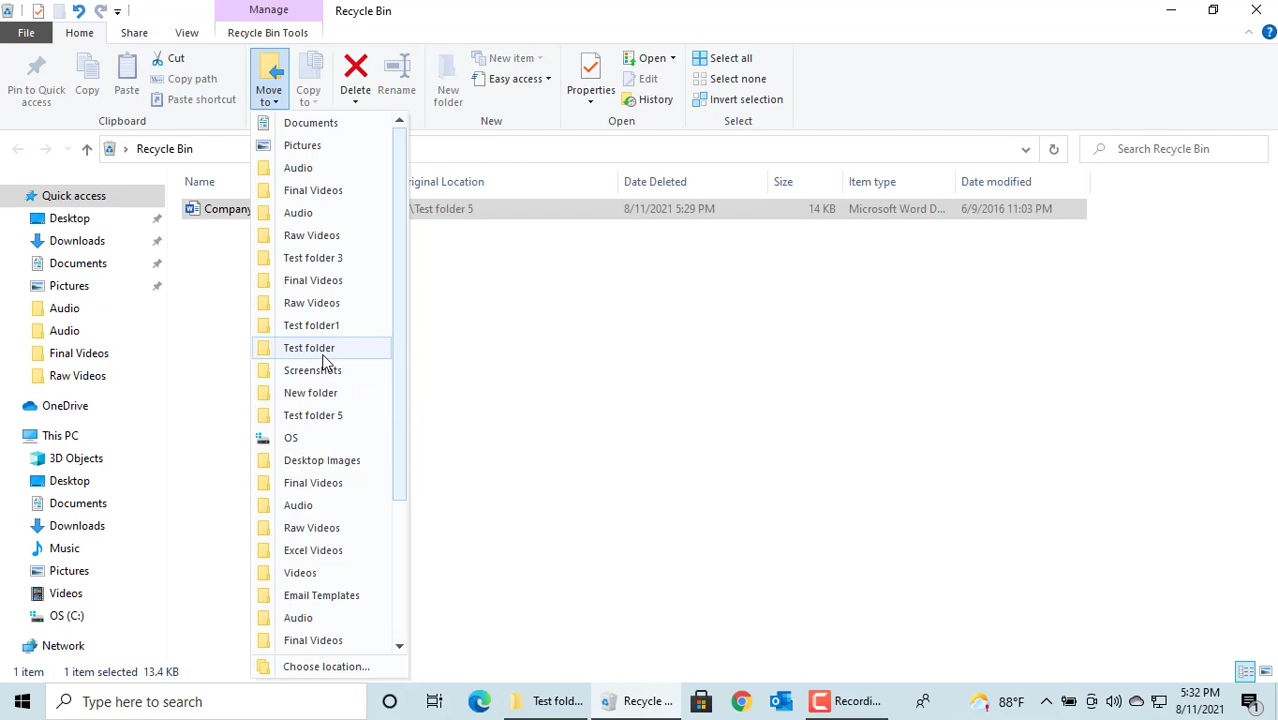 Manage
Recycle Bin
File
Home
Share
View
Recycle Bin Tools
Pin to Quick access
Copy
Paste
Cut
Copy path
Paste shortcut
Clipboard
Move to
Copy to
Delete
Rename
New folder
New item
Easy access
New
Properties
Open
Edit
History
Open
Select all
Select none
Invert selection
Select
Recycle Bin
Search Recycle Bin
Name
riginal Location
Date Deleted
Size
Item type
Date modified
Company
\Test folder 5
8/11/2021 5:29 PM
14 KB
Microsoft Word D...
6/9/2016 11:03 PM
Quick access
Desktop
Downloads
Documents
Pictures
Audio
Audio
Final Videos
Raw Videos
OneDrive
This PC
3D Objects
Desktop
Documents
Downloads
Music
Pictures
Videos
OS (C:)
Network
Documents
Pictures
Audio
Final Videos
Audio
Raw Videos
Test folder 3
Final Videos
Raw Videos
Test folder1
Test folder
Screenshots
New folder
Test folder 5
OS
Desktop Images
Final Videos
Audio
Raw Videos
Excel Videos
Videos
Email Templates
Audio
Final Videos
Choose location...
1 item
1 item selected 13.4 KB
Type here to search
Test fold...
Recycle ...
Recordi...
88°F
5:32 PM
8/11/2021
1